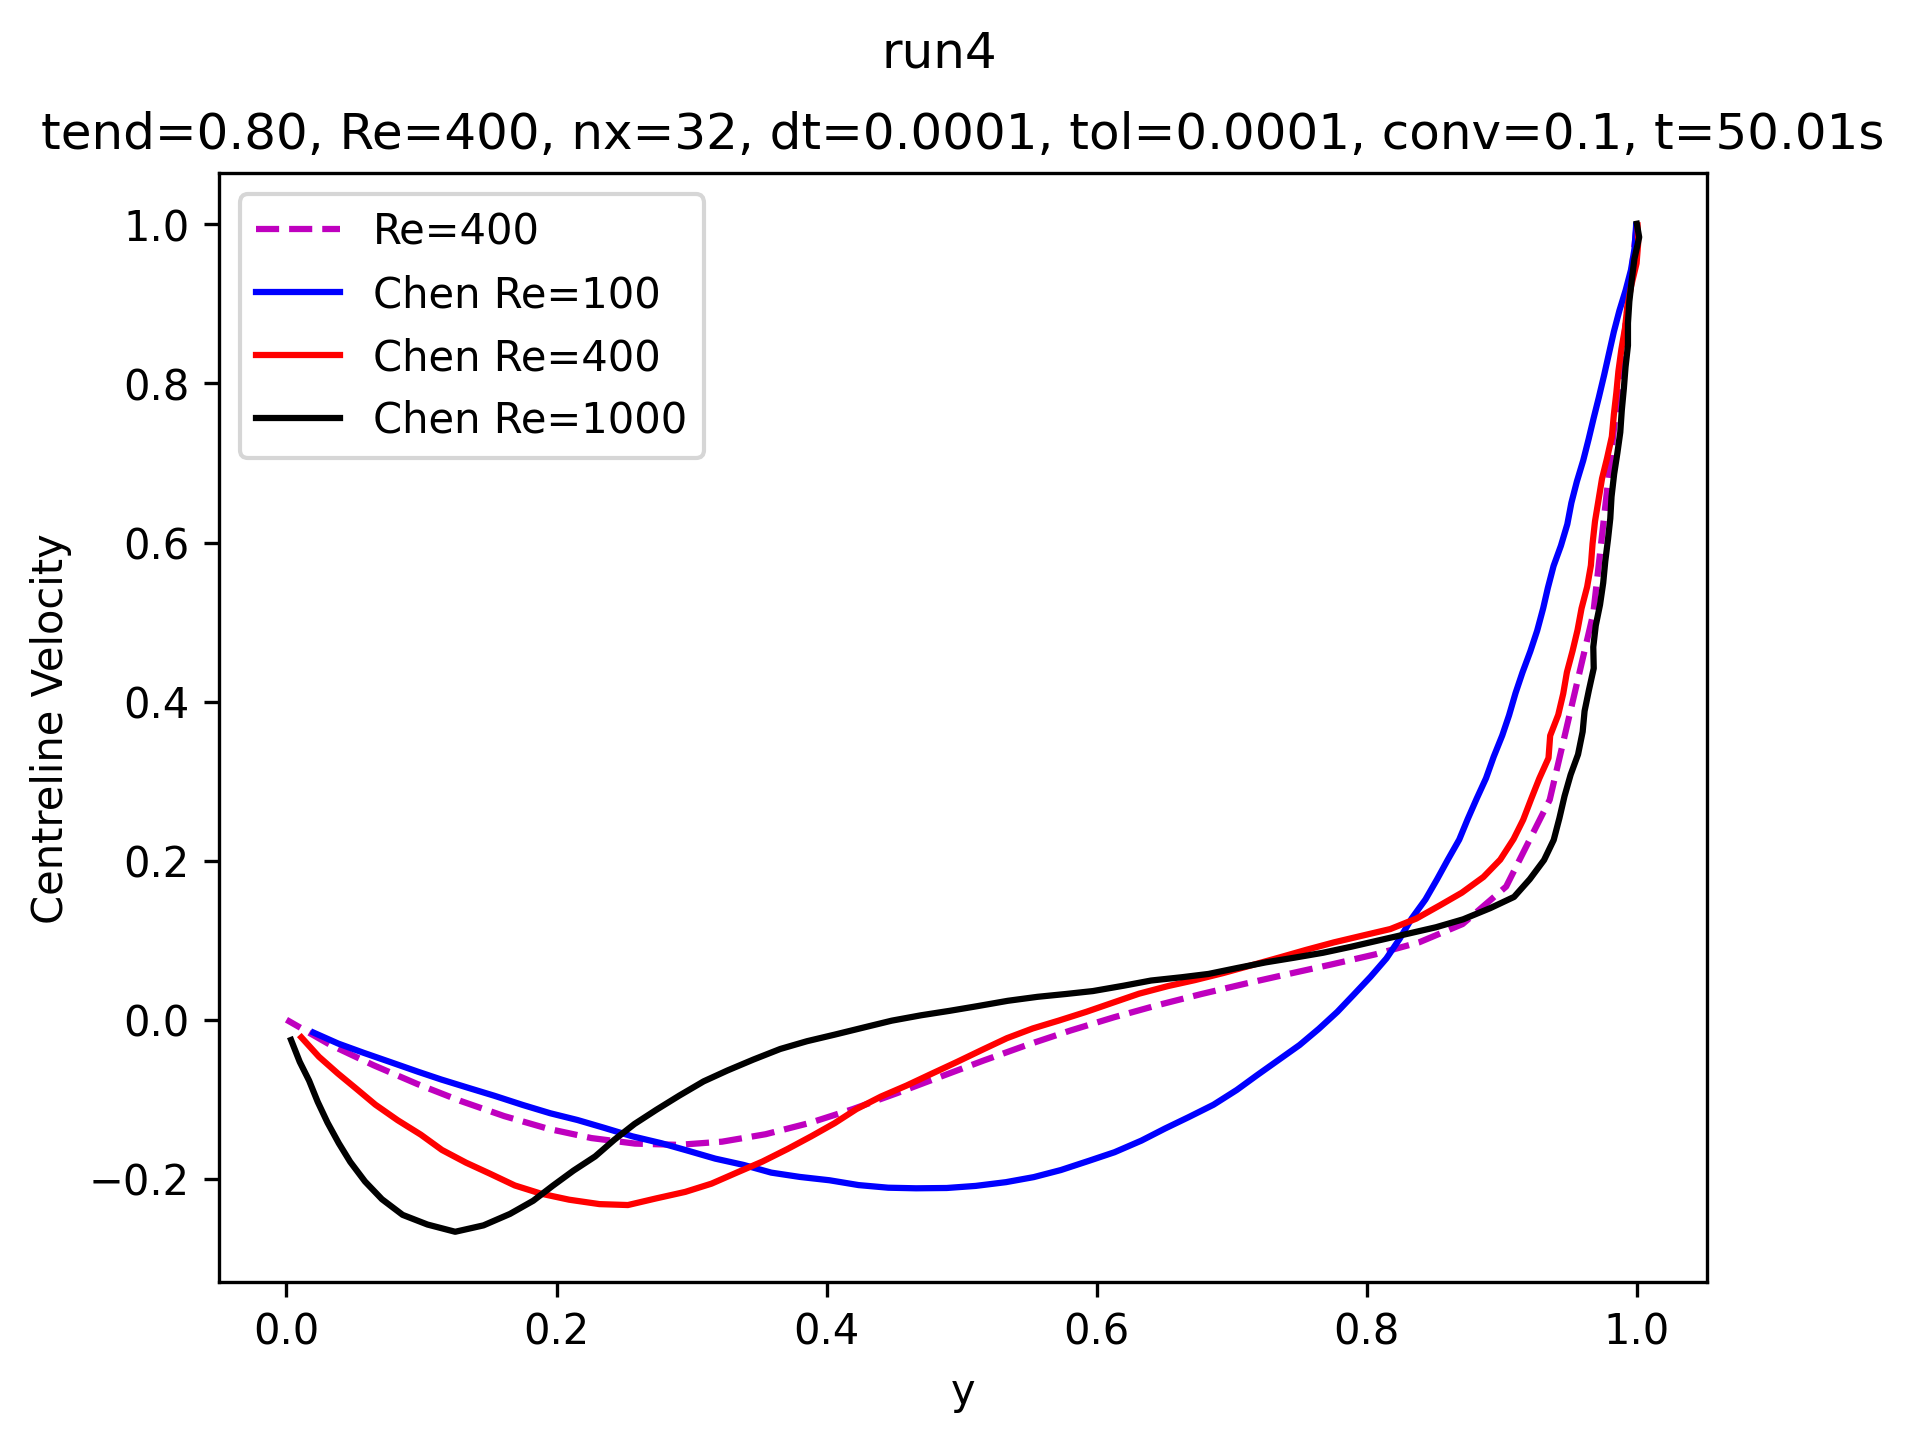 run4
tend=0.80, Re=400, nx=32, dt=0.0001, tol=0.0001, conv=0.1, t=50.01s
Re=400
Chen Re=100
Chen Re=400
Chen Re=1000
Centreline Velocity
1.0
0.8
0.6
0.4
0.2
0.0
−0.2
0.0 0.2 0.4 0.6 0.8 1.0
y